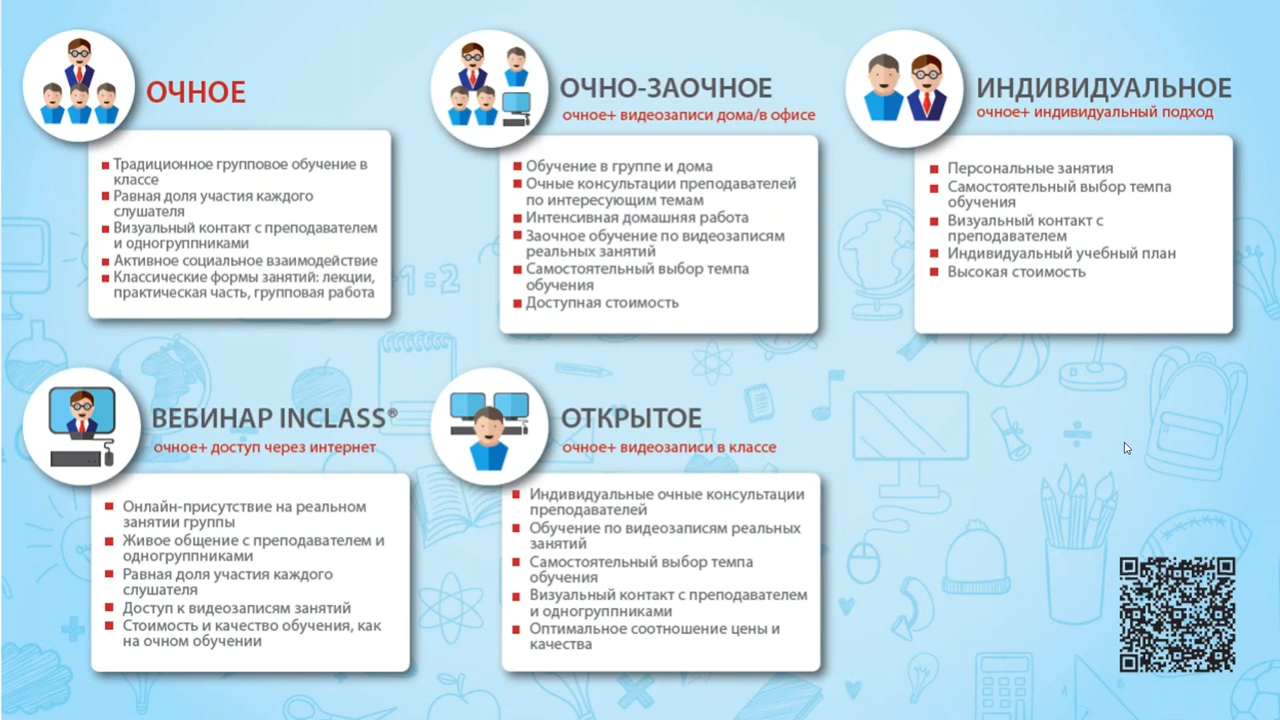 ОЧНОЕ
Традиционное групповое обучение в
классе
Равная доля участия каждого
слушателя
Визуальный контакт с преподавателем
и одногруппниками
Активное социальное взаимодействие
Классические формы занятий: лекции,
практическая часть, групповая работа
ОЧНО-ЗАОЧНОЕ
очное+ видеозаписи дома/в офисе
Обучение в группе и дома
Очные консультации преподавателей
по интересующим темам
Интенсивная домашняя работа
Заочное обучение по видеозаписям
реальных занятий
Самостоятельный выбор темпа
обучения
Доступная стоимость
ИНДИВИДУАЛЬНОЕ
очное+ индивидуальный подход
Персональные занятия
Самостоятельный выбор темпа
обучения
Визуальный контакт с
преподавателем
Индивидуальный учебный план
Высокая стоимость
ВЕБИНАР INCLASS®
очное+ доступ через интернет
Онлайн-присутствие на реальном
занятии группы
Живое общение с преподавателем и
одногруппниками
Равная доля участия каждого
слушателя
Доступ к видеозаписям занятий
Стоимость и качество обучения, как
на очном обучении
ОТКРЫТОЕ
очное+ видеозаписи в классе
Индивидуальные очные консультации
преподавателей
Обучение по видеозаписям реальных
занятий
Самостоятельный выбор темпа
обучения
Визуальный контакт с преподавателем
и одногруппниками
Оптимальное соотношение цены и
качества